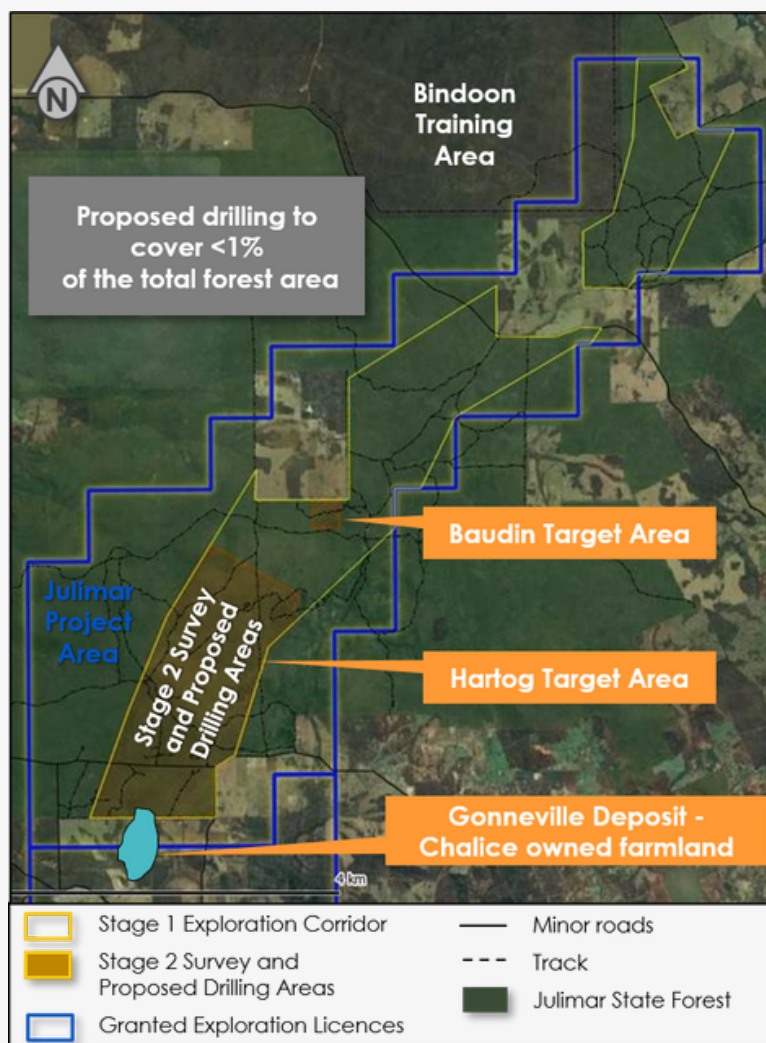 N
Bindoon
Training
Area
Proposed drilling to
cover <1%
of the total forest area
Baudin Target Area
Julimar
Project
Area
Stage 2 Survey
and Proposed
Drilling Areas
Hartog Target Area
Gonneville Deposit -
Chalice owned farmland
4 km
Stage 1 Exploration Corridor
Stage 2 Survey and
Proposed Drilling Areas
Granted Exploration Licences
Minor roads
Track
Julimar State Forest